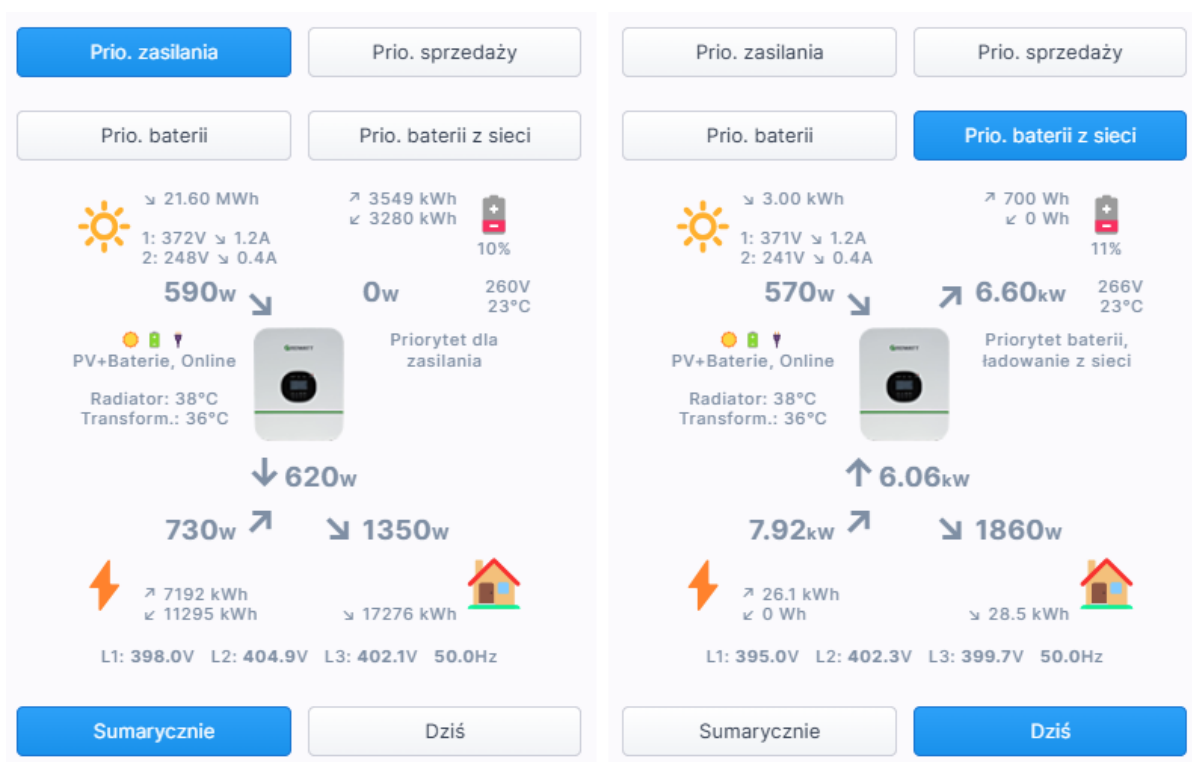 Prio. zasilania
Prio. sprzedaży
Prio. baterii
Prio. baterii z sieci
↘ 21.60 MWh
↗ 3549 kWh
↙ 3280 kWh
1: 372V ↘ 1.2A
2: 248V ↘ 0.4A
10%
590w ↘
0w
260V
23°C
PV+Baterie, Online
Priorytet dla
zasilania
Radiator: 38°C
Transform.: 36°C
↓ 620w
730w ↗
↘ 1350w
↗ 7192 kWh
↙ 11295 kWh
↘ 17276 kWh
L1: 398.0V L2: 404.9V L3: 402.1V 50.0Hz
Sumarycznie
Dziś
Prio. zasilania
Prio. sprzedaży
Prio. baterii
Prio. baterii z sieci
↘ 3.00 kWh
↗ 700 Wh
↙ 0 Wh
1: 371V ↘ 1.2A
2: 241V ↘ 0.4A
11%
570w ↘
↗ 6.60kw
266V
23°C
PV+Baterie, Online
Priorytet baterii,
ładowanie z sieci
Radiator: 38°C
Transform.: 36°C
↑ 6.06kw
7.92kw ↗
↘ 1860w
↗ 26.1 kWh
↙ 0 Wh
↘ 28.5 kWh
L1: 395.0V L2: 402.3V L3: 399.7V 50.0Hz
Sumarycznie
Dziś